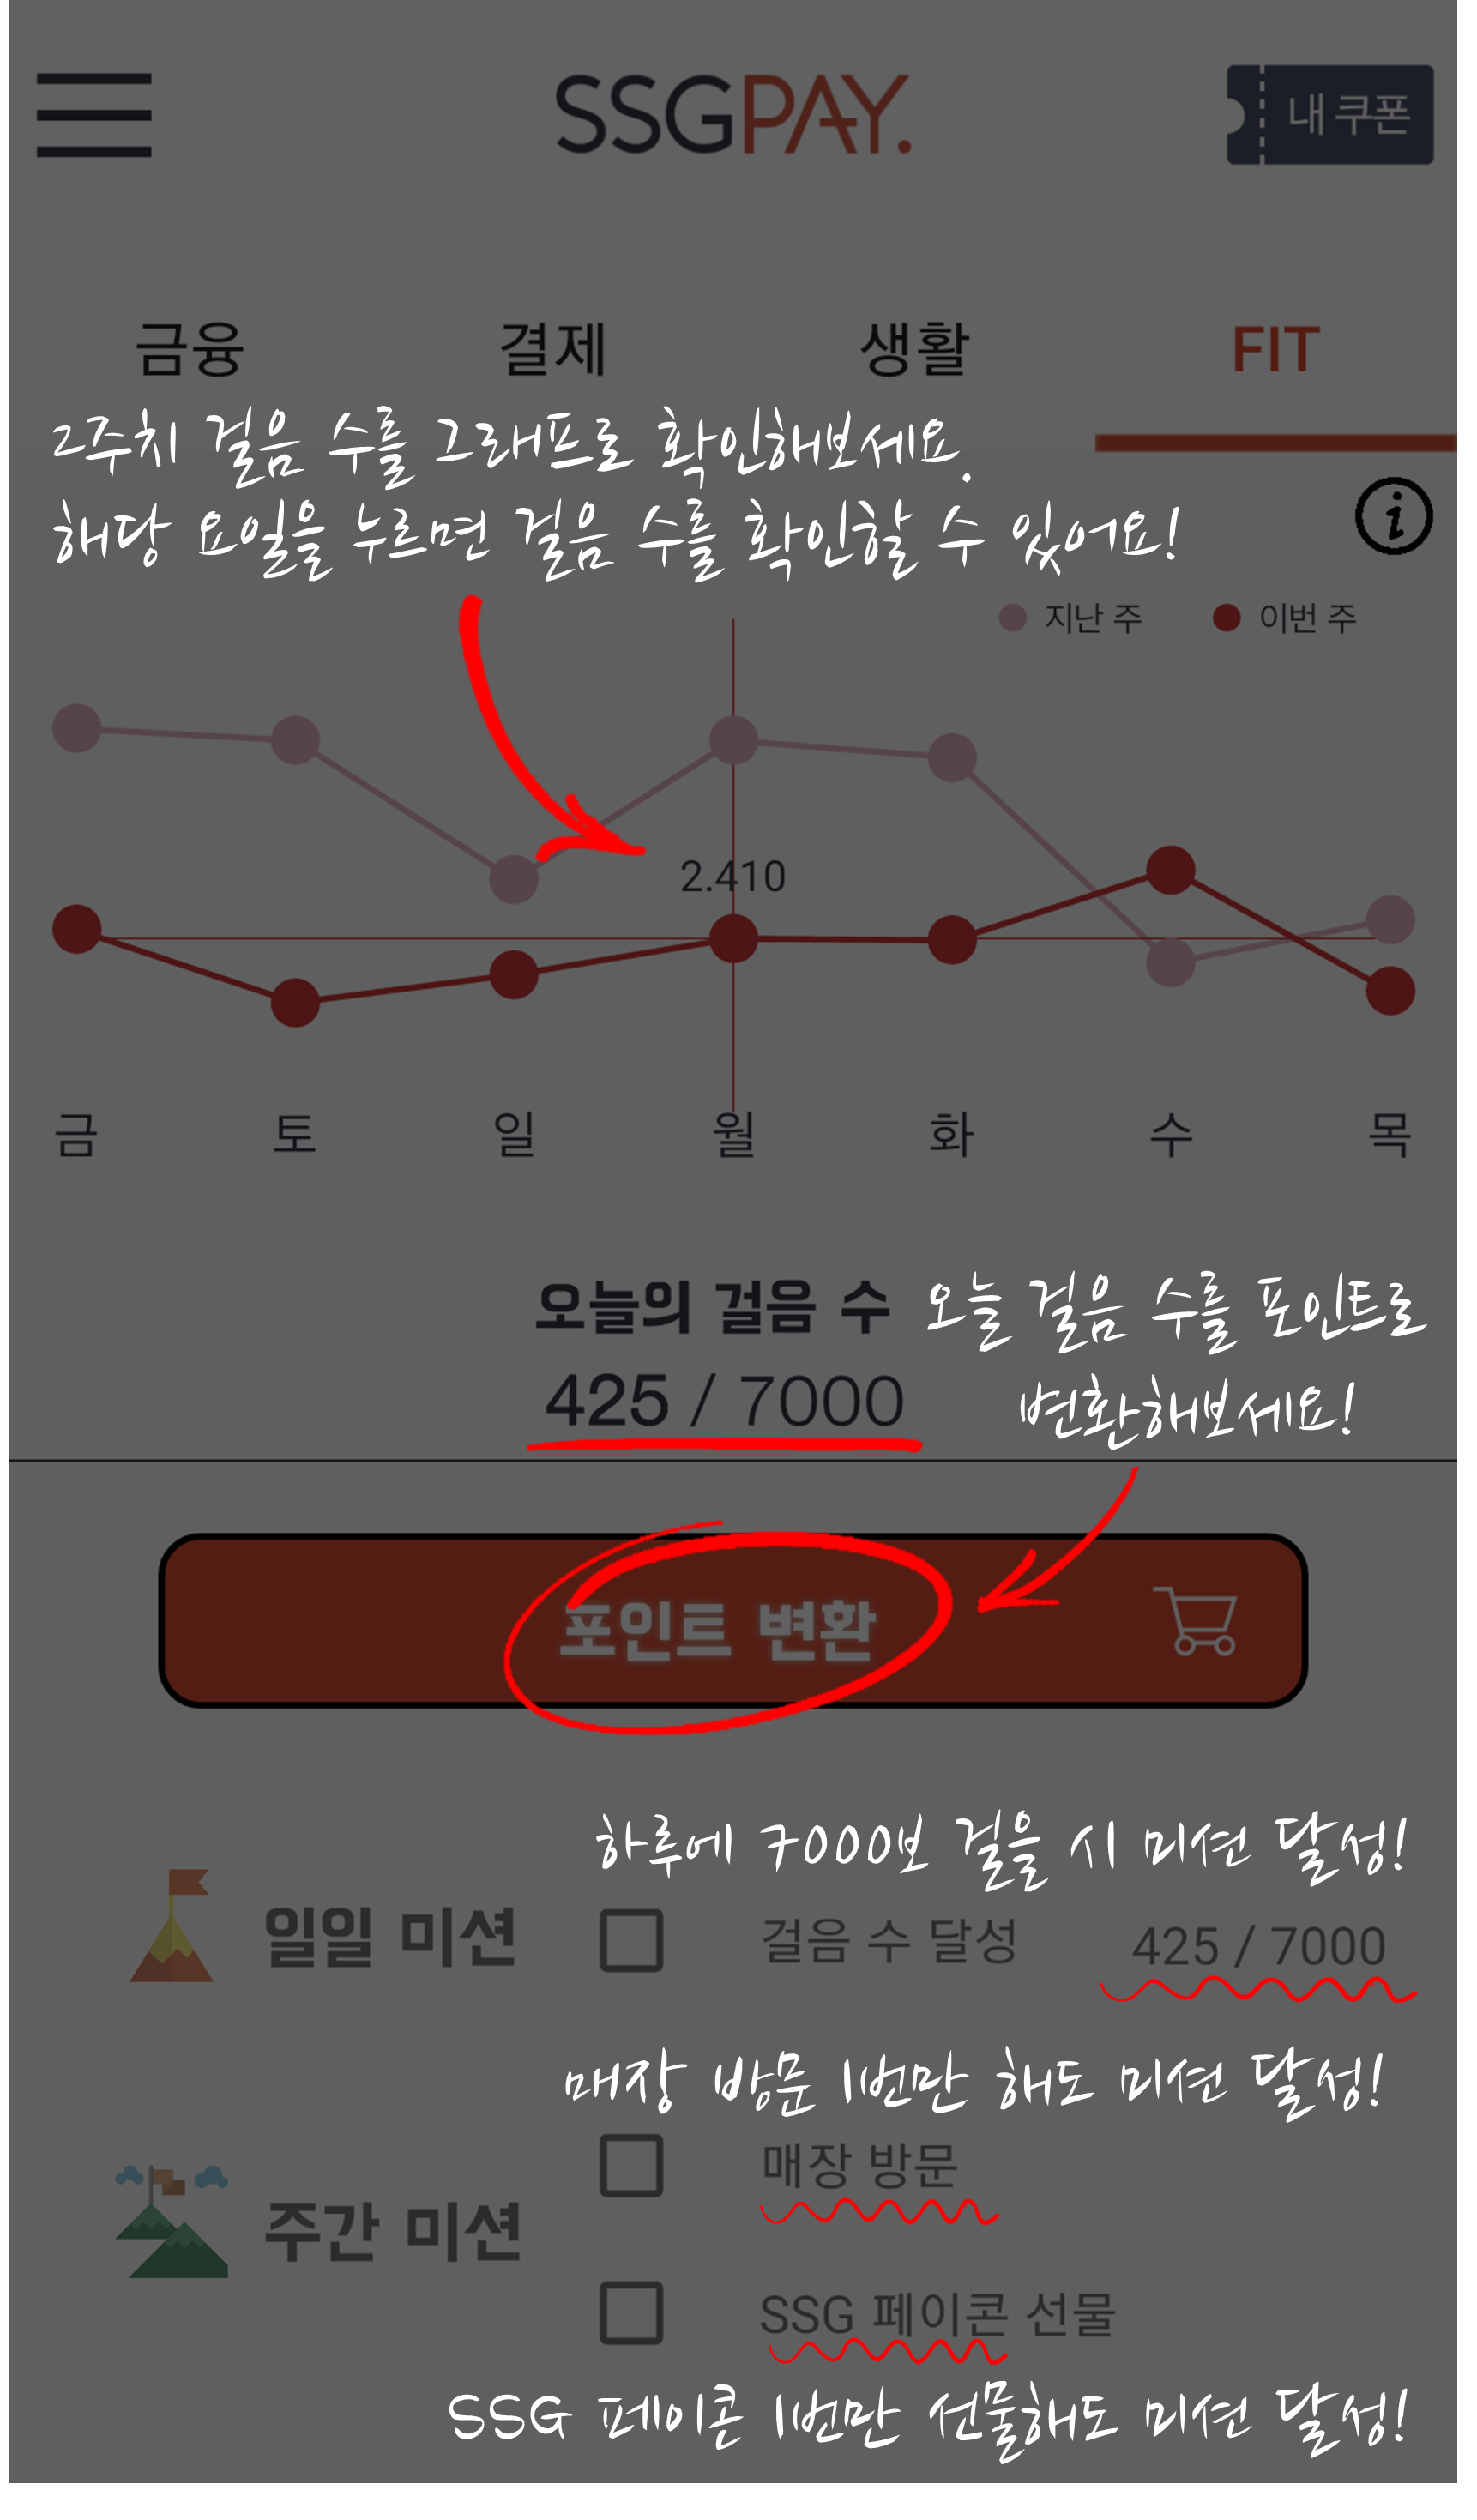 SSGPAY.
내 쿠폰
금융 결제 생활 FIT
금주의 걸음 수를 그래프로 확인하세요.
해당 요일을 누르면 걸음 수를 확인할 수 있어요!
i
지난 주 이번 주
2.410
금 토 일 월 화 수 목
오늘의 걸음 수
425 / 7000
오늘 걸음 수를 포인트로
변환하세요!
포인트 변환
하루에 7000보 걸을 시 미션 달성!
일일 미션
걸음 수 달성 425 / 7000
매장 방문 1번만 해도 미션 달성!
매장 방문
주간 미션
SSG 페이콘 선물
SSG 페이콘 1번만 선물해도 미션 달성!